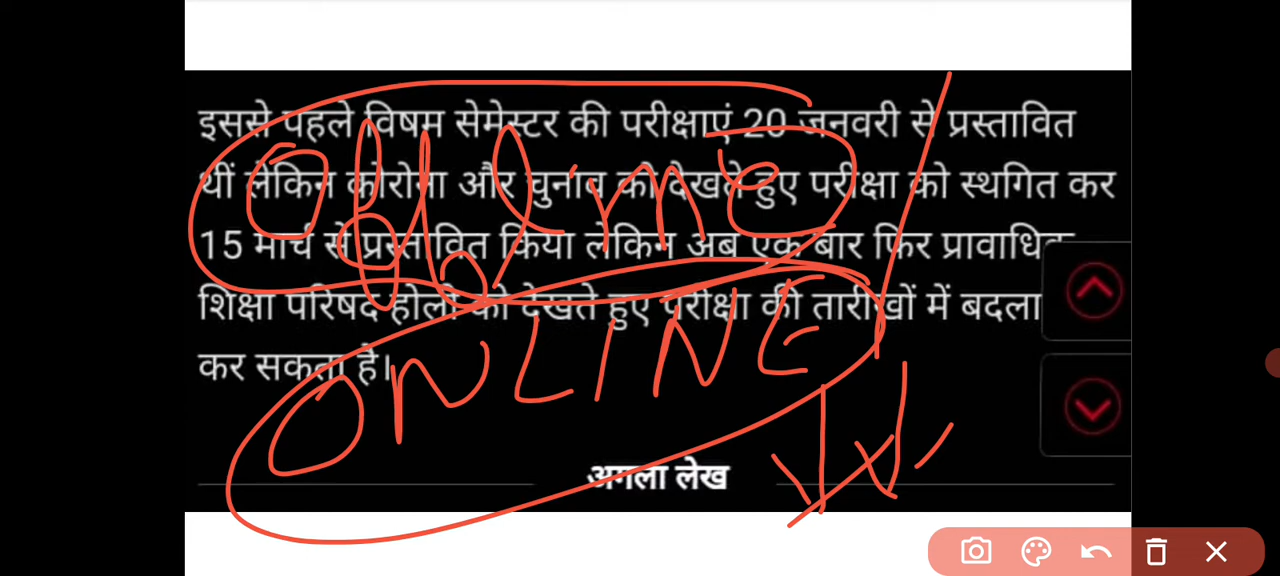 इससे पहले विषम सेमेस्टर की परीक्षाएं 20 जनवरी से प्रस्तावित
थीं लेकिन कोरोना और चुनाव को देखते हुए परीक्षा को स्थगित कर
15 मार्च से प्रस्तावित किया लेकिन अब एक बार फिर प्रावाधिक
शिक्षा परिषद होली को देखते हुए परीक्षा की तारीखों में बदला
कर सकता है।
offline
ONLINE
अगला लेख